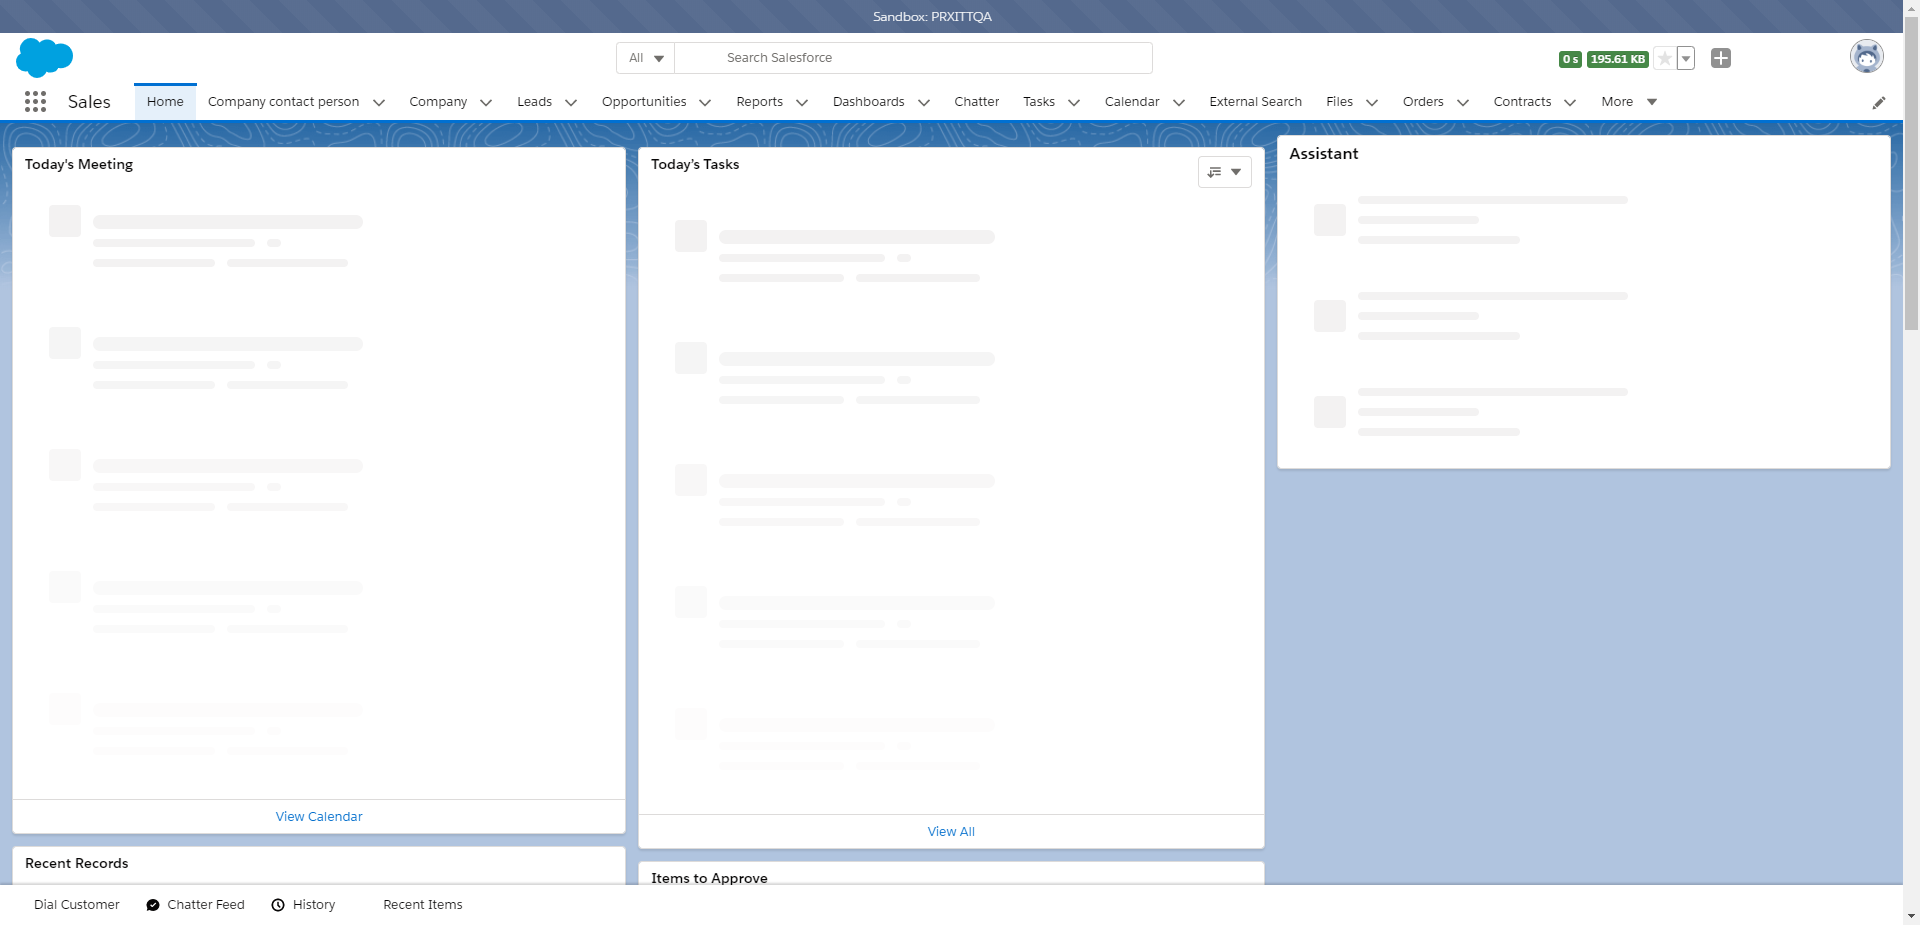 Sandbox: PRXITTQA
All
Search Salesforce
0 s
195.61 KB
Sales
Home
Company contact person
Company
Leads
Opportunities
Reports
Dashboards
Chatter
Tasks
Calendar
External Search
Files
Orders
Contracts
More
Today's Meeting
View Calendar
Recent Records
Today’s Tasks
View All
Items to Approve
Assistant
Dial Customer
Chatter Feed
History
Recent Items